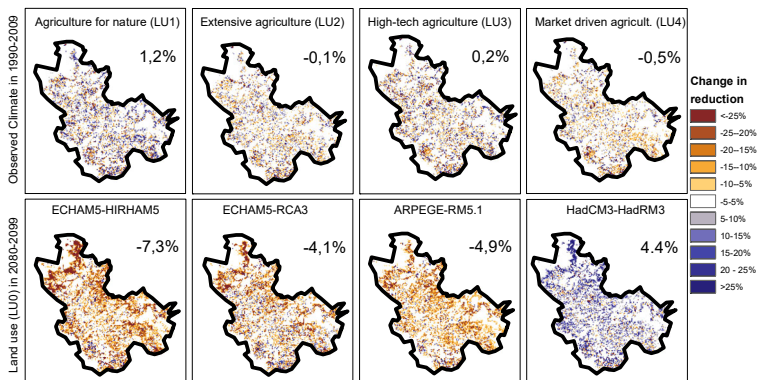 Observed Climate in 1990-2009
Agriculture for nature (LU1)
1,2%
Extensive agriculture (LU2)
-0,1%
High-tech agriculture (LU3)
0,2%
Market driven agricult. (LU4)
-0,5%
Land use (LU0) in 2080-2099
ECHAM5-HIRHAM5
-7,3%
ECHAM5-RCA3
-4,1%
ARPEGE-RM5.1
-4,9%
HadCM3-HadRM3
4.4%
Change in
reduction
<-25%
-25–20%
-20–15%
-15–10%
-10–5%
-5-5%
5-10%
10-15%
15-20%
20 - 25%
>25%